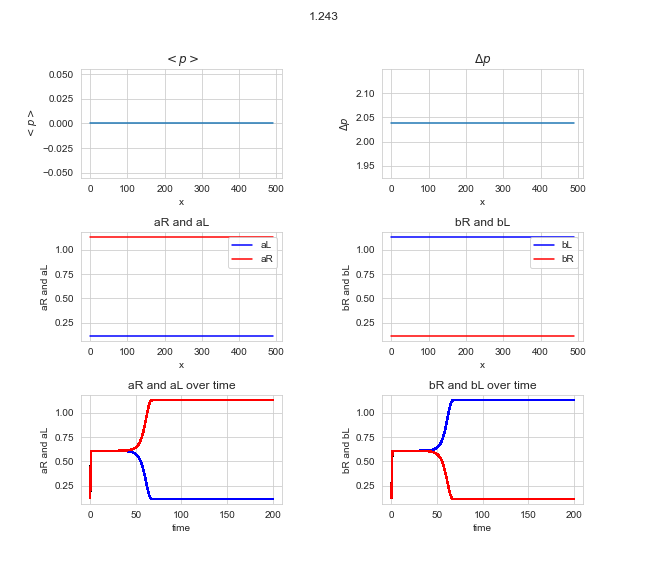 1.243
< p >
Δp
0.050
0.025
0.000
−0.025
−0.050
< p >
0 100 200 300 400 500
x
2.10
2.05
2.00
1.95
Δp
0 100 200 300 400 500
x
aR and aL
bR and bL
1.00
0.75
0.50
0.25
aR and aL
aL
aR
0 100 200 300 400 500
x
1.00
0.75
0.50
0.25
bR and bL
bL
bR
0 100 200 300 400 500
x
aR and aL over time
bR and bL over time
1.00
0.75
0.50
0.25
aR and aL
0 50 100 150 200
time
1.00
0.75
0.50
0.25
bR and bL
0 50 100 150 200
time